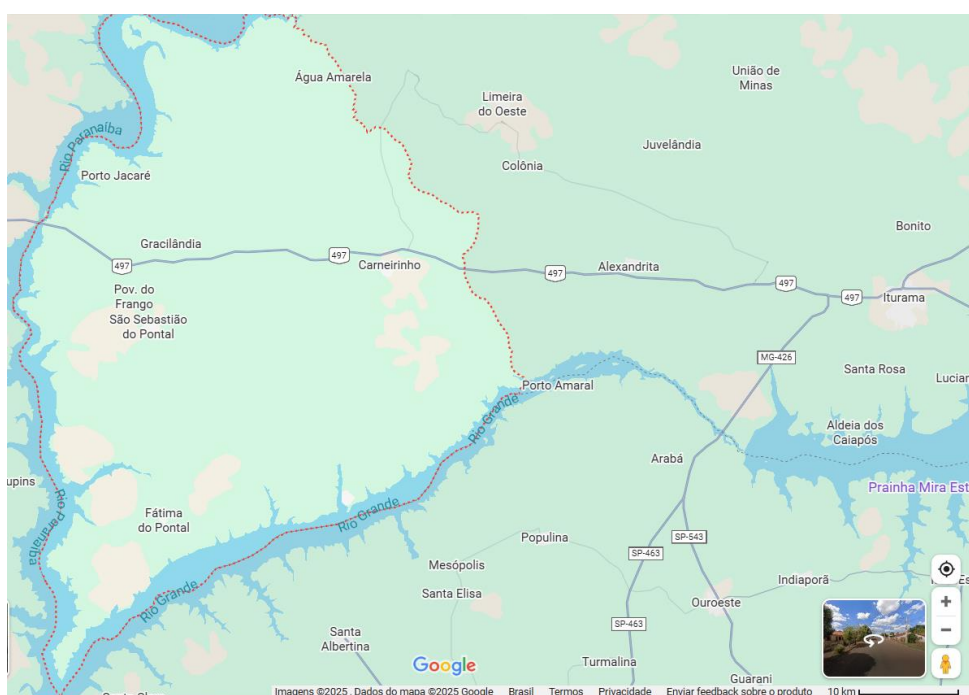 Água Amarela
União de
Minas
Limeira
do Oeste
Rio Paranaíba
Juvelândia
Colônia
Porto Jacaré
Bonito
Gracilândia
497
497
Carneirinho
497
Alexandrita
497
497
Iturama
Pov. do
Frango
São Sebastião
do Pontal
MG-426
Santa Rosa
Porto Amaral
Lucian
Rio Grande
Aldeia dos
Caiapós
Arabá
upins
Prainha Mira Est
Rio Paranaíba
Rio Grande
Fátima
do Pontal
Populina
SP-543
SP-463
Mesópolis
Indiaporã
Santa Elisa
Rio Grande
Ouroeste
SP-463
Santa
Albertina
Google
Turmalina
Guarani
Imagens ©2025 , Dados do mapa ©2025 Google Brasil Termos Privacidade Enviar feedback sobre o produto 10 km